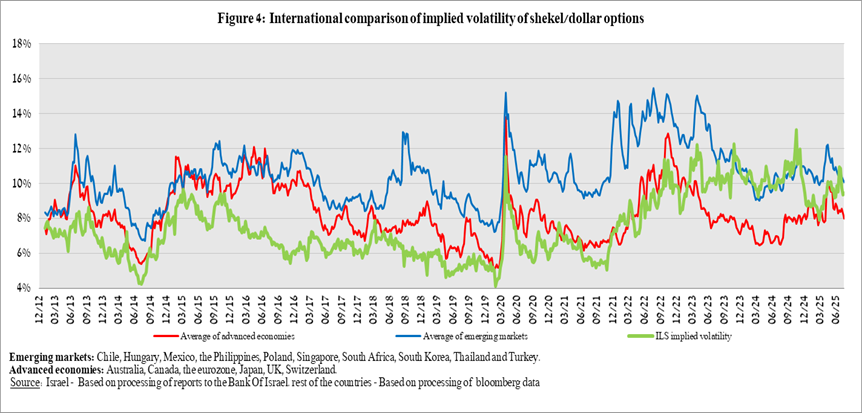 Figure 4: International comparison of implied volatility of shekel/dollar options
18%
16%
14%
12%
10%
8%
6%
4%
12/12 03/13 06/13 09/13 12/13 03/14 06/14 09/14 12/14 03/15 06/15 09/15 12/15 03/16 06/16 09/16 12/16 03/17 06/17 09/17 12/17 03/18 06/18 09/18 12/18 03/19 06/19 09/19 12/19 03/20 06/20 09/20 12/20 03/21 06/21 09/21 12/21 03/22 06/22 09/22 12/22 03/23 06/23 09/23 12/23 03/24 06/24 09/24 12/24 03/25 06/25
Average of advanced economies Average of emerging markets ILS implied volatility
Emerging markets: Chile, Hungary, Mexico, the Philippines, Poland, Singapore, South Africa, South Korea, Thailand and Turkey.
Advanced economies: Australia, Canada, the eurozone, Japan, UK, Switzerland.
Source: Israel - Based on processing of reports to the Bank Of Israel. rest of the countries - Based on processing of bloomberg data